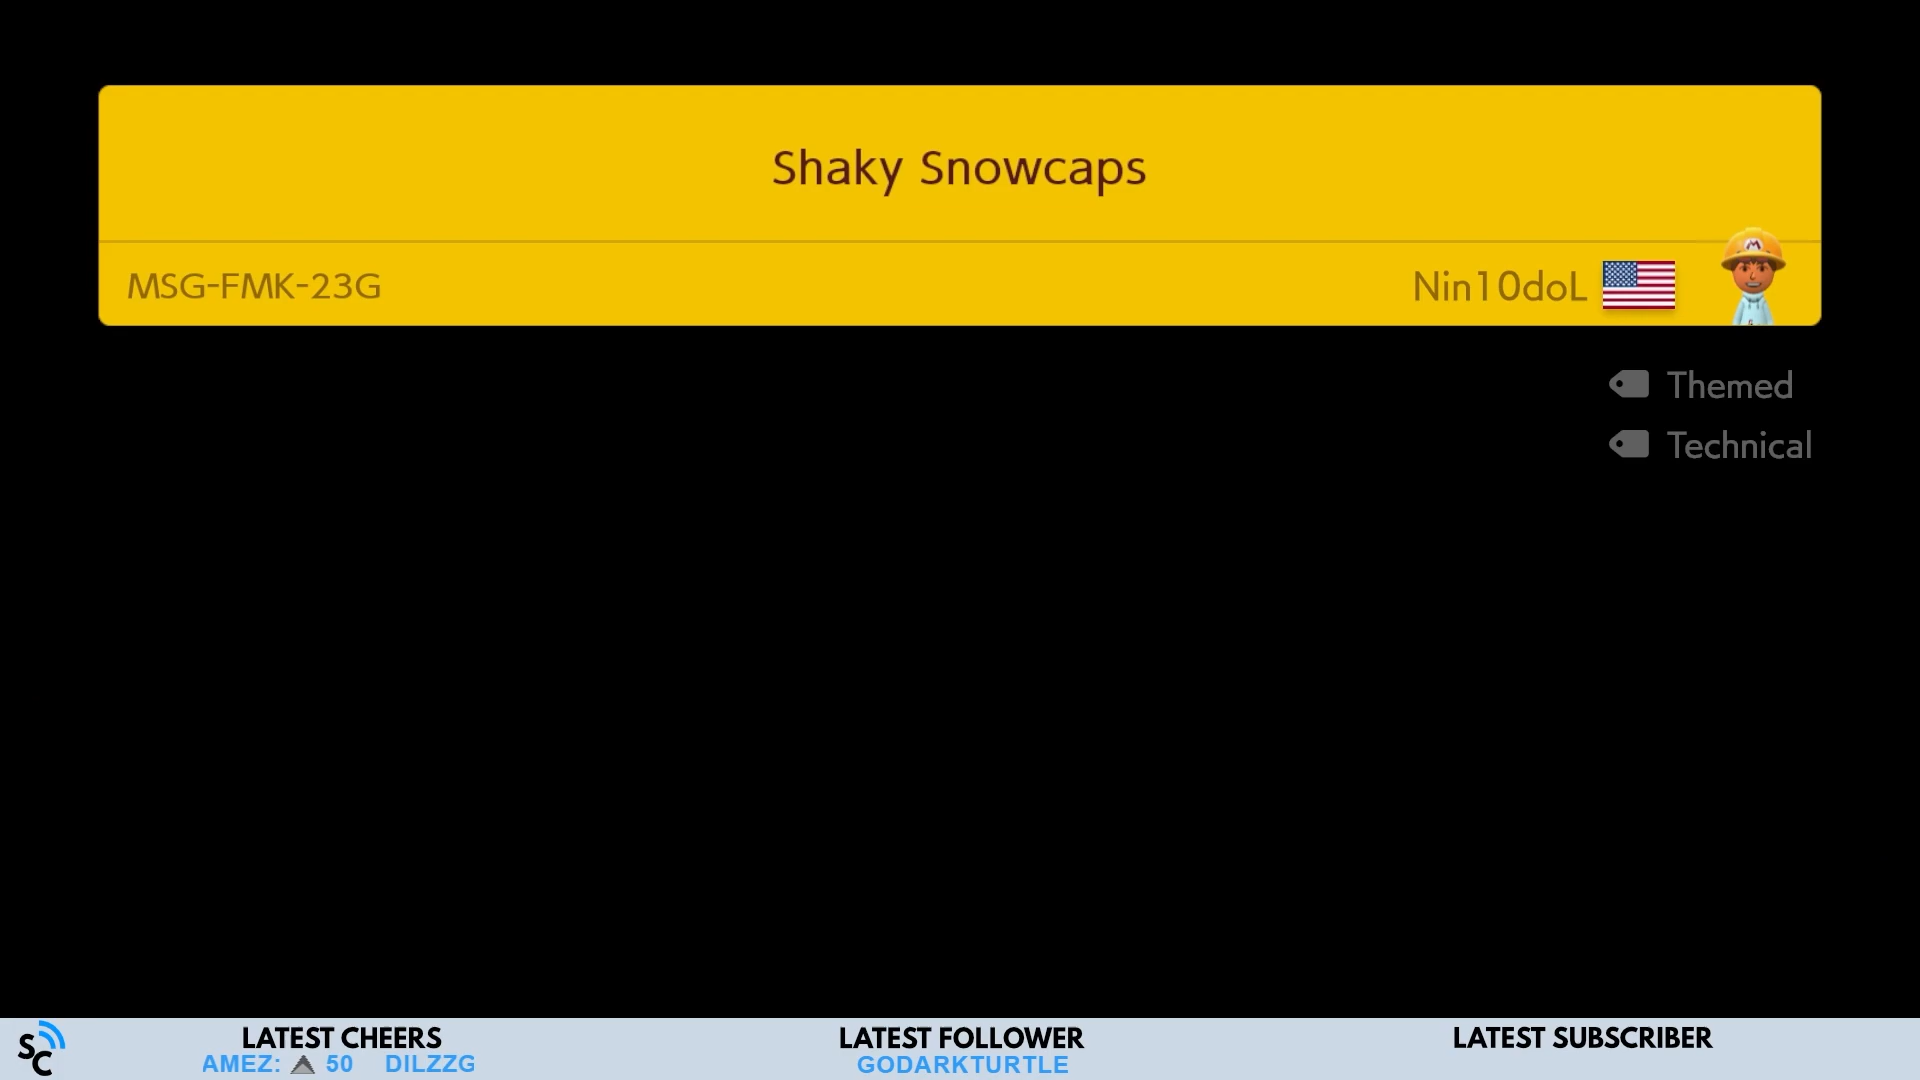 Shaky Snowcaps
MSG-FMK-23G
Nin10doL
Themed
Technical
SC
LATEST CHEERS
AMEZ: 50 DILZZG
LATEST FOLLOWER
GODARKTURTLE
LATEST SUBSCRIBER